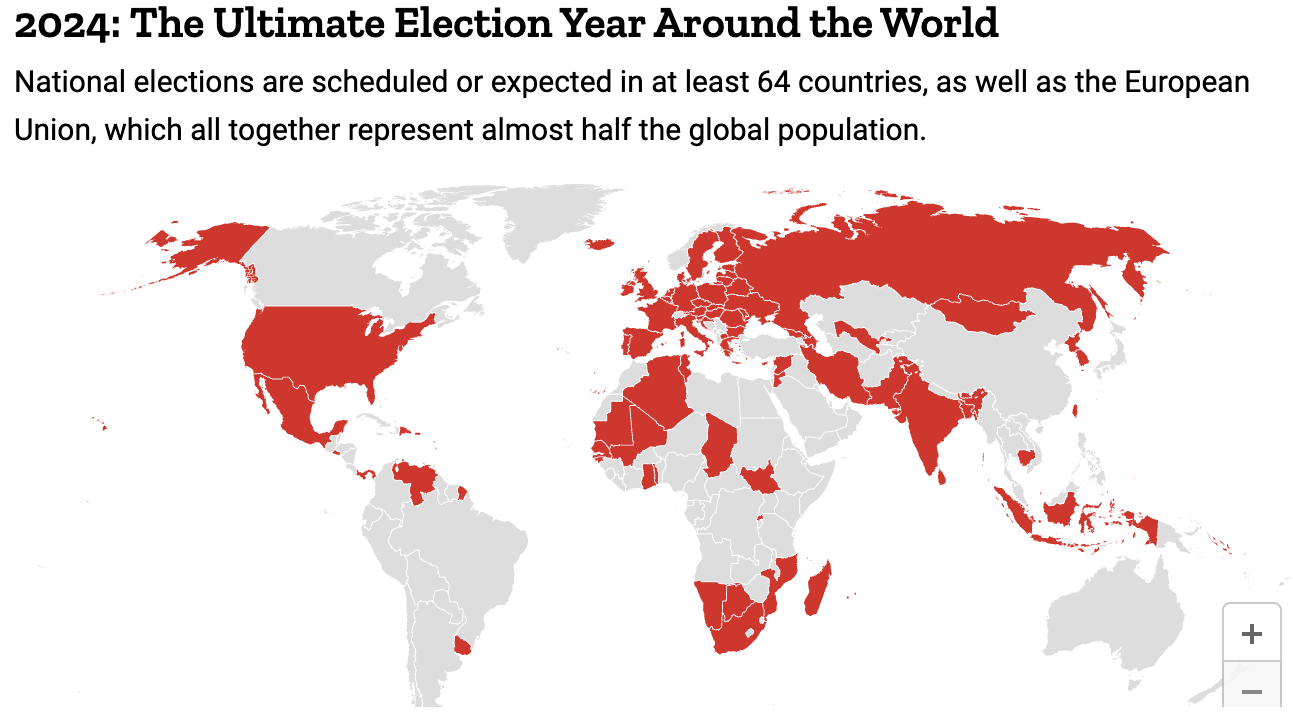 2024: The Ultimate Election Year Around the World
National elections are scheduled or expected in at least 64 countries, as well as the European
Union, which all together represent almost half the global population.
+
−